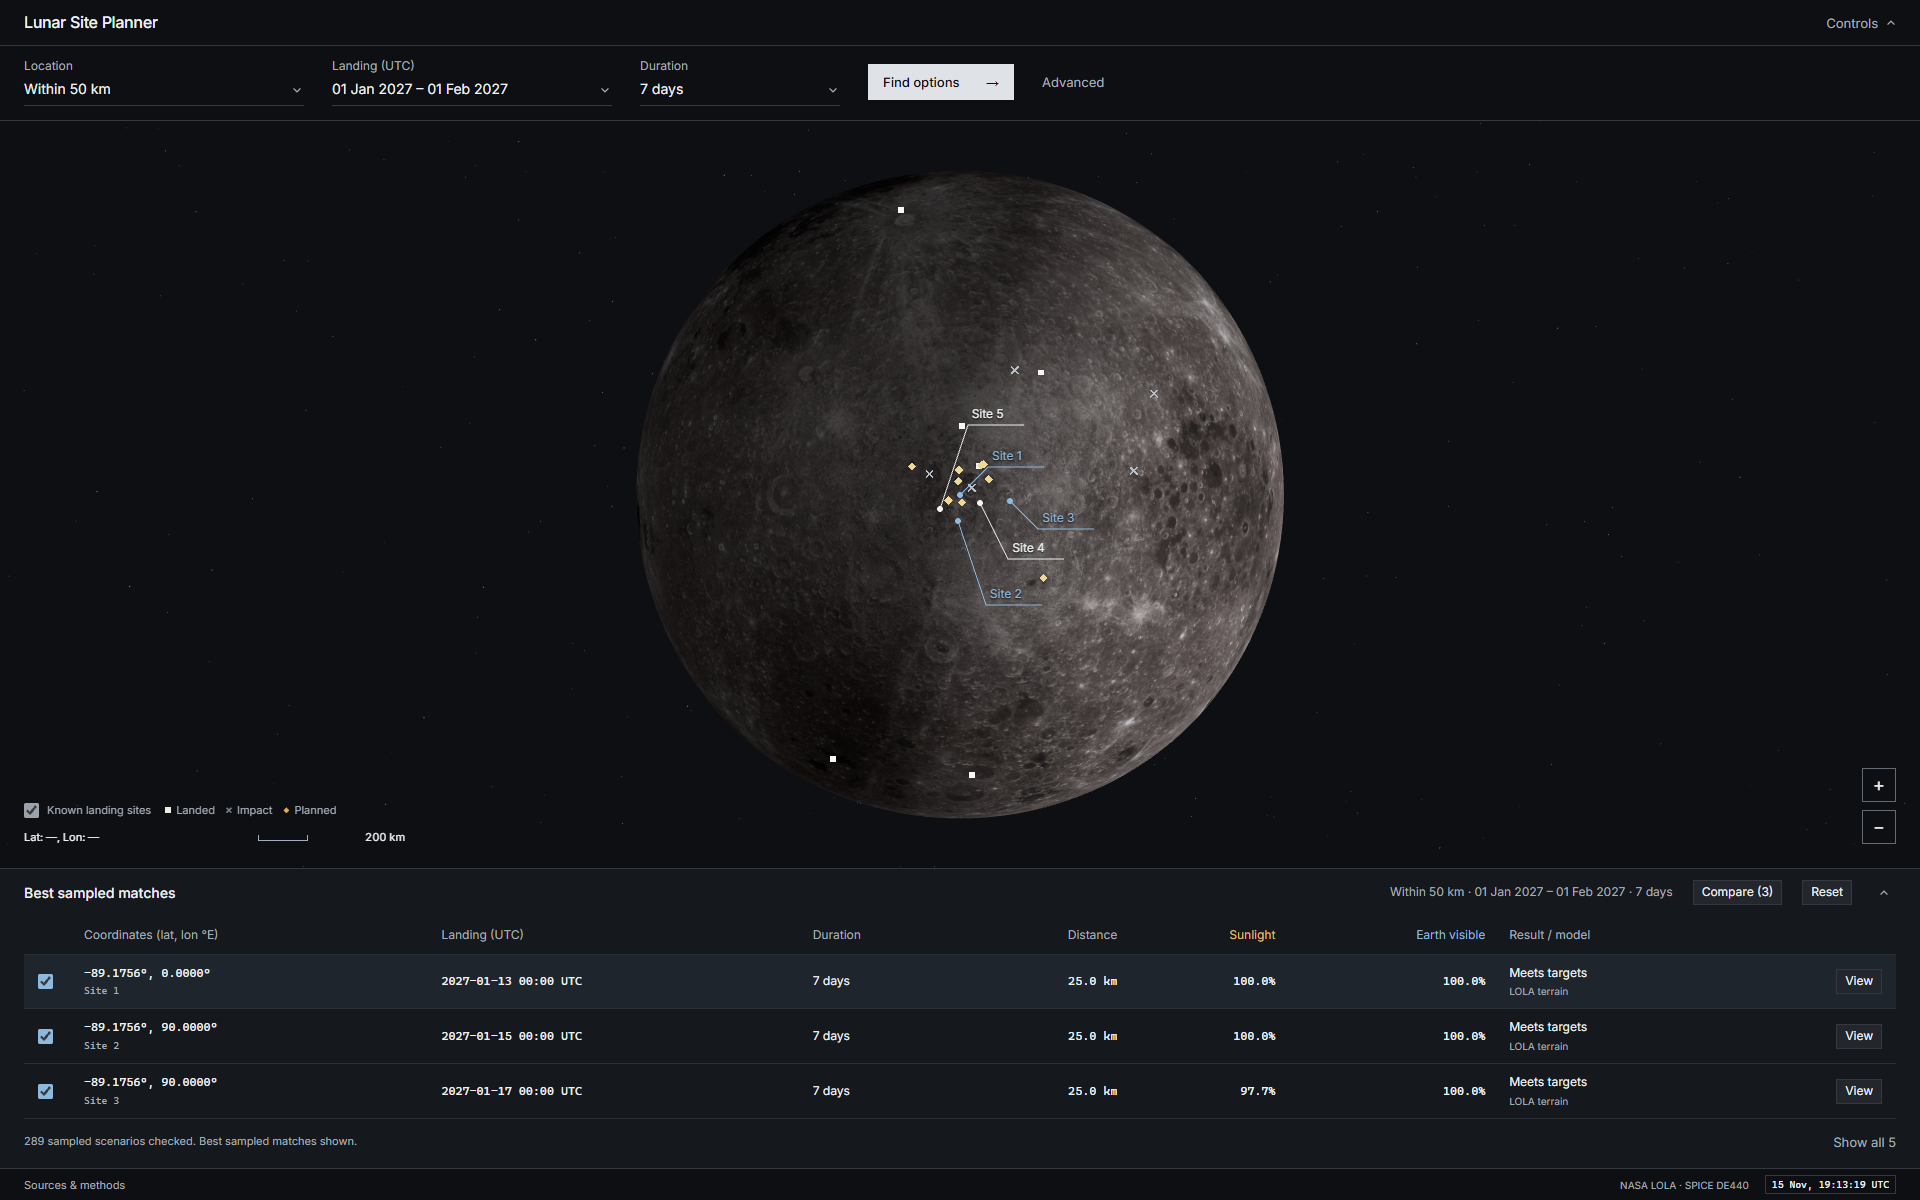 Lunar Site Planner
Controls
Location
Within 50 km
Landing (UTC)
01 Jan 2027 – 01 Feb 2027
Duration
7 days
Find options →
Advanced
Site 5
Site 1
Site 3
Site 4
Site 2
Known landing sites
Landed
Impact
Planned
Lat: —, Lon: —
200 km
+
−
Best sampled matches
Within 50 km · 01 Jan 2027 – 01 Feb 2027 · 7 days
Compare (3)
Reset
Coordinates (lat, lon °E) Landing (UTC) Duration Distance Sunlight Earth visible Result / model
−89.1756°, 0.0000°
Site 1
2027-01-13 00:00 UTC 7 days 25.0 km 100.0% 100.0%
Meets targets
LOLA terrain
View
−89.1756°, 90.0000°
Site 2
2027-01-15 00:00 UTC 7 days 25.0 km 100.0% 100.0%
Meets targets
LOLA terrain
View
−89.1756°, 90.0000°
Site 3
2027-01-17 00:00 UTC 7 days 25.0 km 97.7% 100.0%
Meets targets
LOLA terrain
View
289 sampled scenarios checked. Best sampled matches shown.
Show all 5
Sources & methods
NASA LOLA · SPICE DE440
15 Nov, 19:13:19 UTC